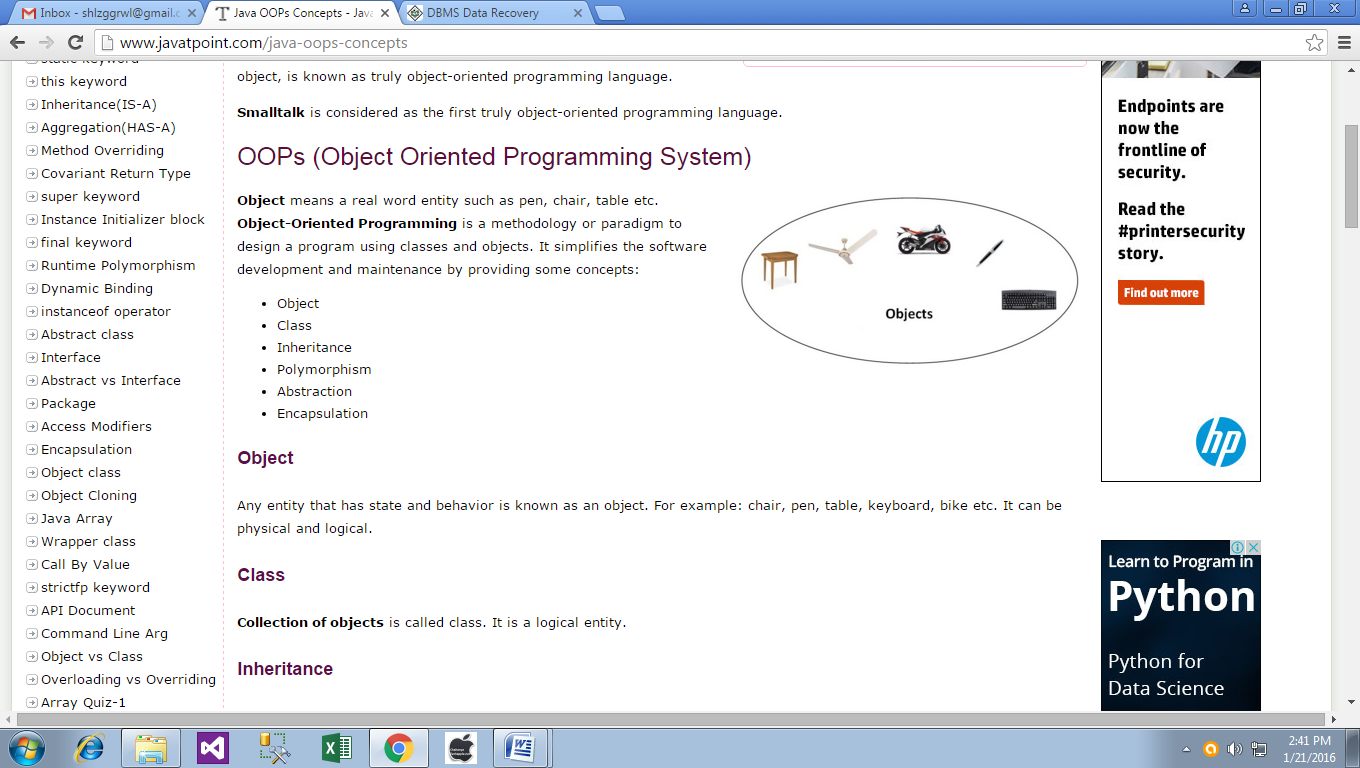 Inbox - shlzggrwl@gmail.c
Java OOPs Concepts - Java
DBMS Data Recovery
www.javatpoint.com/java-oops-concepts
static keyword
this keyword
Inheritance(IS-A)
Aggregation(HAS-A)
Method Overriding
Covariant Return Type
super keyword
Instance Initializer block
final keyword
Runtime Polymorphism
Dynamic Binding
instanceof operator
Abstract class
Interface
Abstract vs Interface
Package
Access Modifiers
Encapsulation
Object class
Object Cloning
Java Array
Wrapper class
Call By Value
strictfp keyword
API Document
Command Line Arg
Object vs Class
Overloading vs Overriding
Array Quiz-1
object, is known as truly object-oriented programming language.
Smalltalk is considered as the first truly object-oriented programming language.
OOPs (Object Oriented Programming System)
Object means a real word entity such as pen, chair, table etc.
Object-Oriented Programming is a methodology or paradigm to
design a program using classes and objects. It simplifies the software
development and maintenance by providing some concepts:
Object
Class
Inheritance
Polymorphism
Abstraction
Encapsulation
Objects
Object
Any entity that has state and behavior is known as an object. For example: chair, pen, table, keyboard, bike etc. It can be
physical and logical.
Class
Collection of objects is called class. It is a logical entity.
Inheritance
Endpoints are
now the
frontline of
security.
Read the
#printersecurity
story.
Find out more
hp
Learn to Program in
Python
Python for
Data Science
2:41 PM
1/21/2016